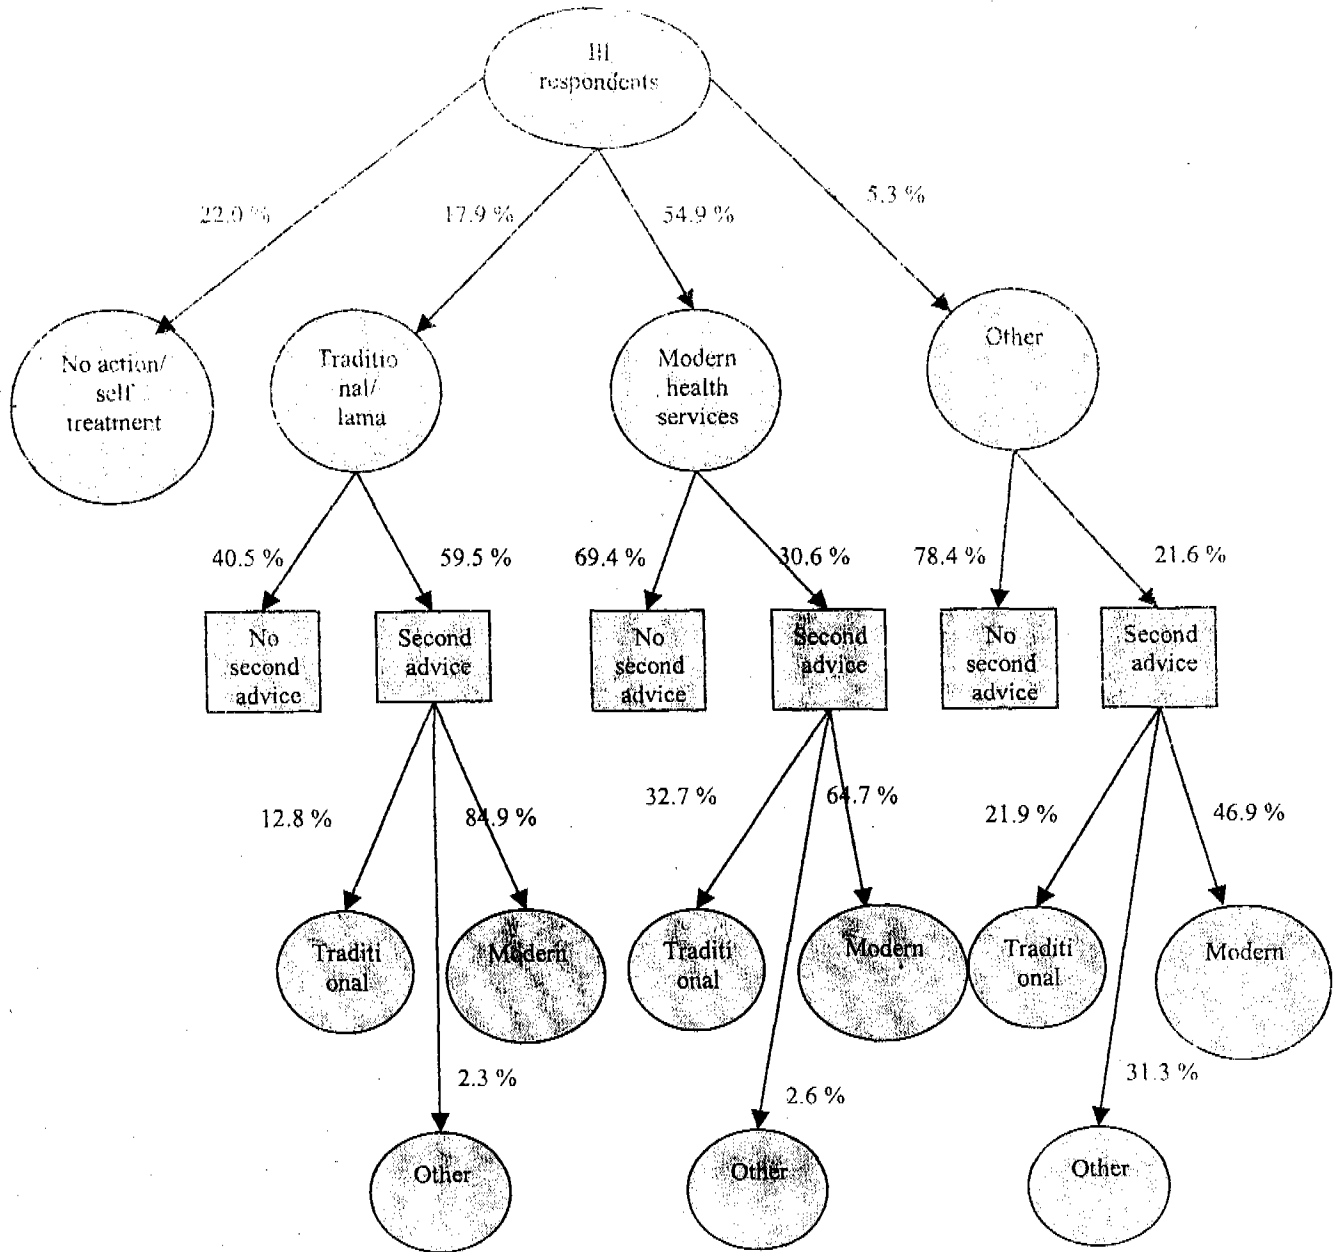 Ill
respondents
22.0 %
17.9 %
54.9 %
5.3 %
No action/
self
treatment
Traditio
nal/
lama
Modern
health
services
Other
40.5 %
59.5 %
69.4 %
30.6 %
78.4 %
21.6 %
No
second
advice
Second
advice
No
second
advice
Second
advice
No
second
advice
Second
advice
12.8 %
84.9 %
32.7 %
64.7 %
21.9 %
46.9 %
Traditi
onal
Modern
Traditi
onal
Modern
Traditi
onal
Modern
2.3 %
2.6 %
31.3 %
Other
Other
Other